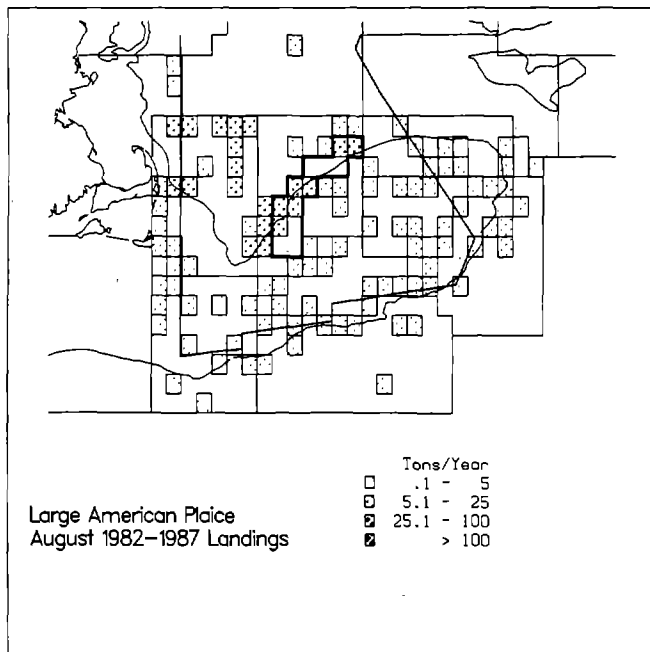 Tons/Year
.1 - 5
5.1 - 25
25.1 - 100
> 100
Large American Plaice
August 1982-1987 Landings